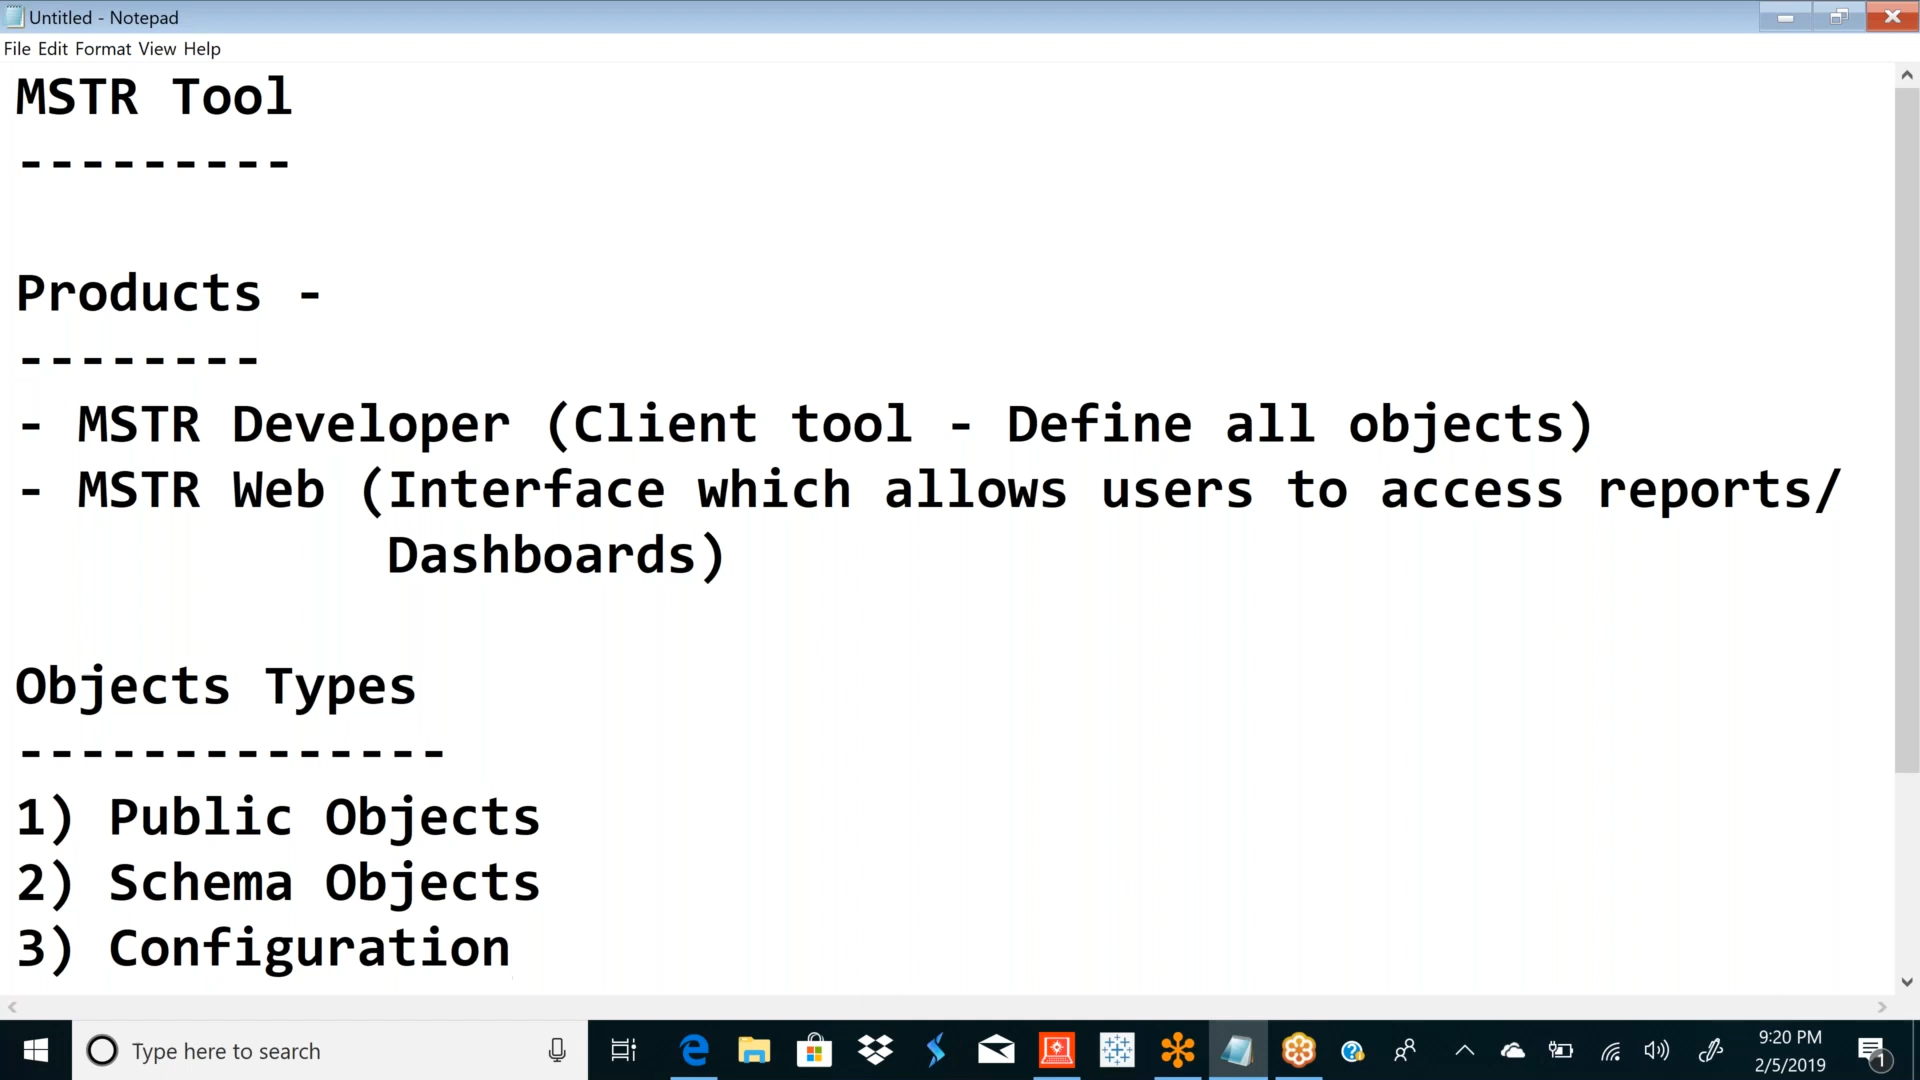 Untitled - Notepad
File Edit Format View Help
MSTR Tool
---------
Products -
--------
- MSTR Developer (Client tool - Define all objects)
- MSTR Web (Interface which allows users to access reports/
Dashboards)
Objects Types
--------------
1) Public Objects
2) Schema Objects
3) Configuration
Type here to search
9:20 PM
2/5/2019
1